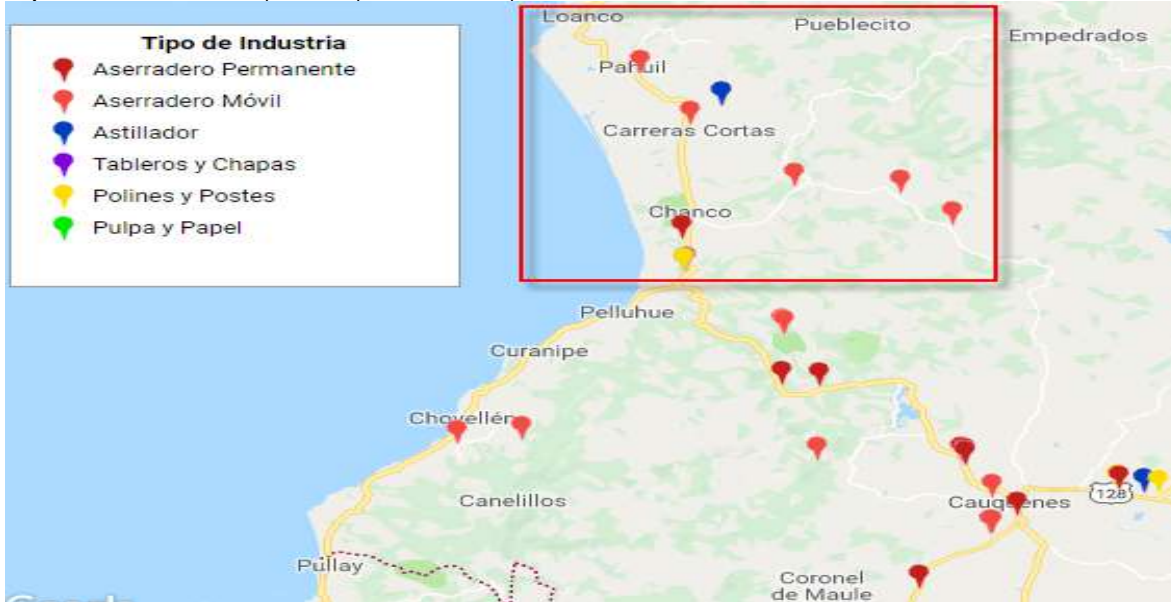 Tipo de Industria
Aserradero Permanente
Aserradero Móvil
Astillador
Tableros y Chapas
Polines y Postes
Pulpa y Papel
Loanco
Pueblecito
Empedrados
Pahuil
Carreras Cortas
Chanco
Pelluhue
Curanipe
Chovellén
Canelillos
Cauquenes
128
Pullay
Coronel
de Maule